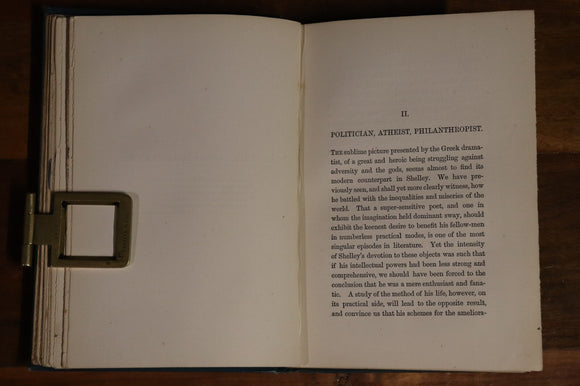 II.
POLITICIAN, ATHEIST, PHILANTHROPIST.
THE sublime picture presented by the Greek drama-
tist, of a great and heroic being struggling against
adversity and the gods, seems almost to find its
modern counterpart in Shelley. We have pre-
viously seen, and shall yet more clearly witness, how
he battled with the inequalities and miseries of the
world. That a super-sensitive poet, and one in
whom the imagination held dominant sway, should
exhibit the keenest desire to benefit his fellow-men
in numberless practical modes, is one of the most
singular episodes in literature. Yet the intensity
of Shelley's devotion to these objects was such that
if his intellectual powers had been less strong and
comprehensive, we should have been forced to the
conclusion that he was a mere enthusiast and fana-
tic. A study of the method of his life, however, on
its practical side, will lead to the opposite result,
and convince us that his schemes for the ameliora-